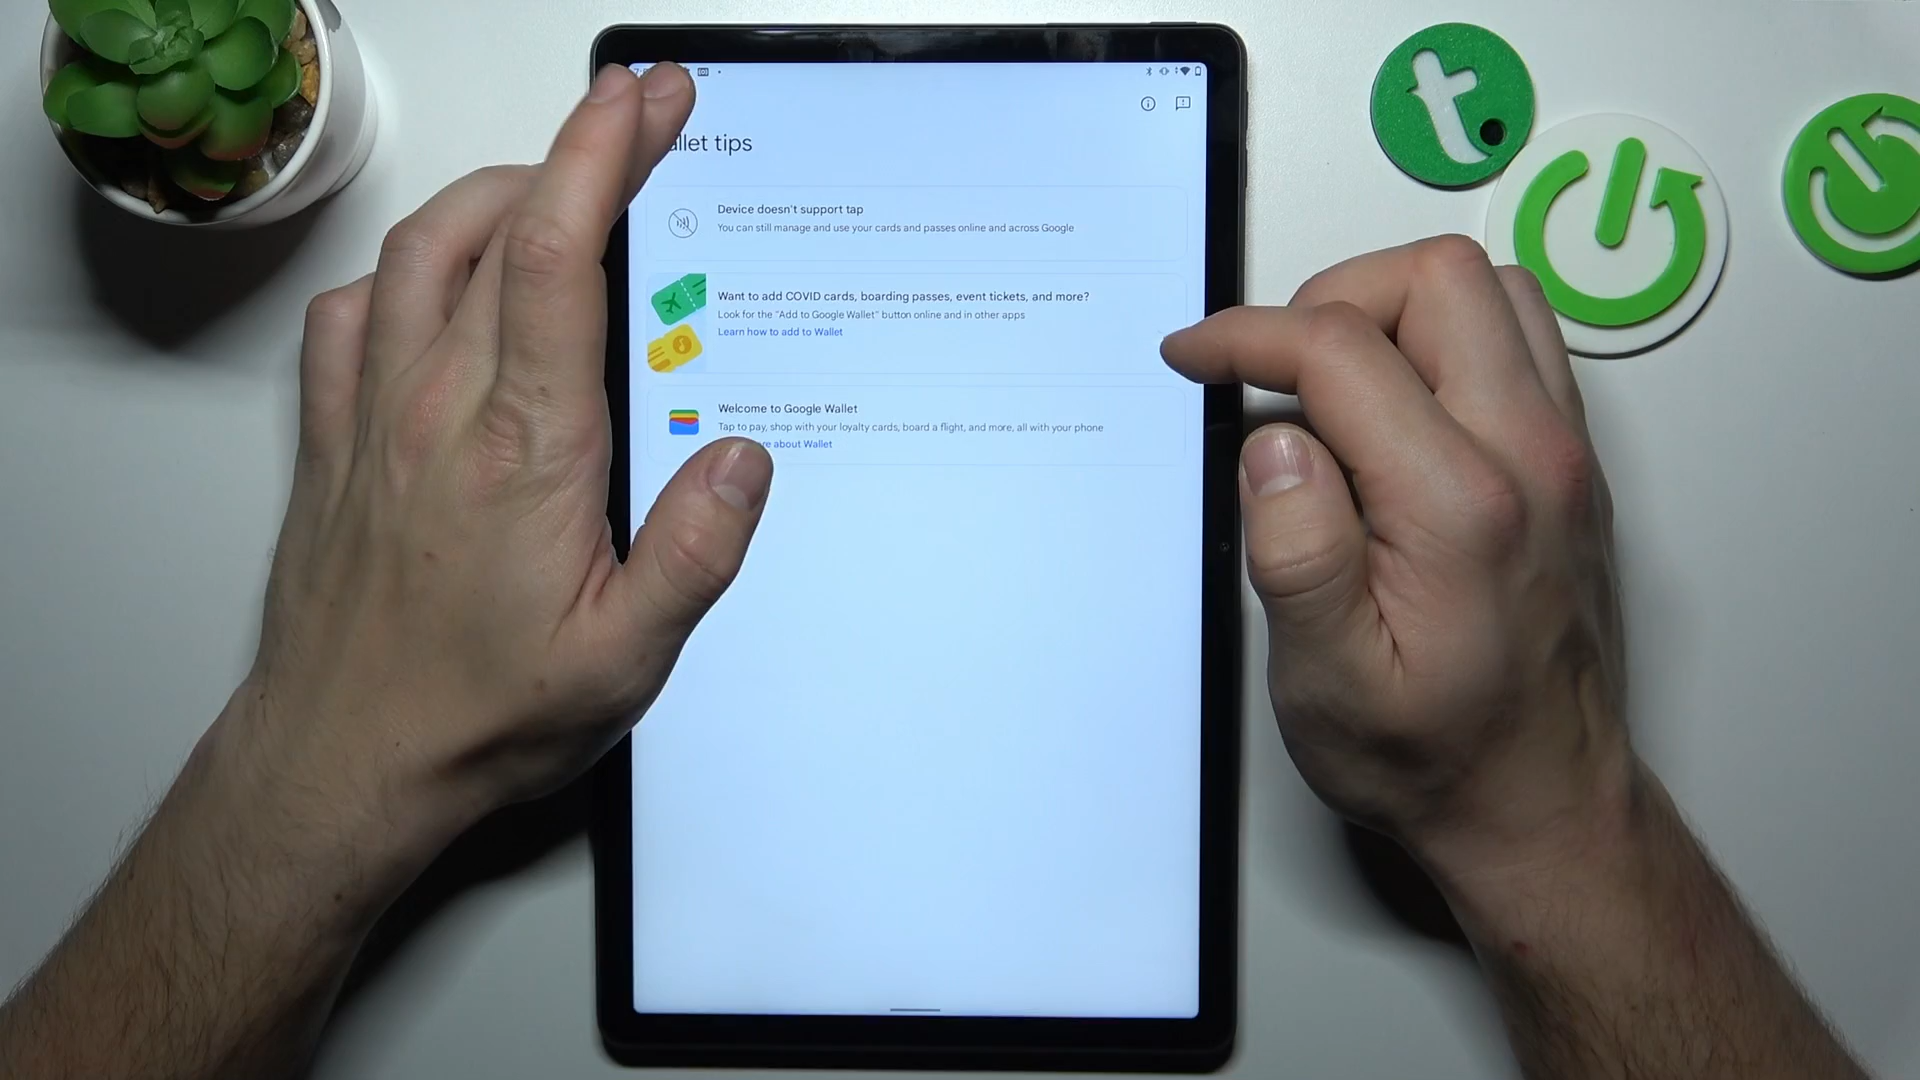 allet tips
Device doesn't support tap
You can still manage and use your cards and passes online and across Google
Want to add COVID cards, boarding passes, event tickets, and more?
Look for the "Add to Google Wallet" button online and in other apps
Learn how to add to Wallet
Welcome to Google Wallet
Tap to pay, shop with your loyalty cards, board a flight, and more, all with your phone
about Wallet
t